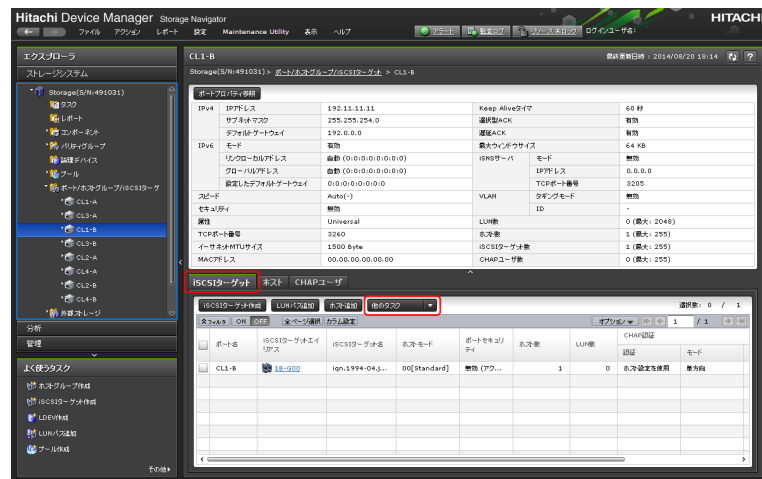 Hitachi Device Manager Storage Navigator
HITACHI
ファイル アクション レポート 設定 Maintenance Utility 表示 ヘルプ
アラート 監査ログ リソースロック ログインユーザ名:
エクスプローラ
ストレージシステム
Storage(S/N:491031)
タスク
レポート
コンポーネント
パリティグループ
論理デバイス
プール
ポート/ホストグループ/iSCSIターゲ
CL1-A
CL3-A
CL1-B
CL3-B
CL2-A
CL4-A
CL2-B
CL4-B
外部ストレージ
分析
管理
よく使うタスク
ホストグループ作成
iSCSIターゲット作成
LDEV作成
LUNパス追加
プール作成
その他
CL1-B
最終更新日時 : 2014/08/20 18:14
Storage(S/N:491031) > ポート/ホストグループ/iSCSIターゲット > CL1-B
ポートプロパティ参照
IPv4 IPアドレス 192.11.11.11 Keep Aliveタイマ 60 秒
サブネットマスク 255.255.254.0 選択型ACK 有効
デフォルトゲートウェイ 192.0.0.0 遅延ACK 有効
IPv6 モード 有効 最大ウィンドウサイズ 64 KB
リンクローカルアドレス 自動 (0:0:0:0:0:0:0:0) iSNSサーバ モード 無効
グローバルアドレス 自動 (0:0:0:0:0:0:0:0) IPアドレス 0.0.0.0
設定したデフォルトゲートウェイ 0:0:0:0:0:0:0:0 TCPポート番号 3205
スピード Auto(-) VLAN タギングモード 無効
セキュリティ 無効 ID -
属性 Universal LUN数 0 (最大: 2048)
TCPポート番号 3260 ホスト数 1 (最大: 255)
イーサネットMTUサイズ 1500 Byte iSCSIターゲット数 1 (最大: 255)
MACアドレス 00.00.00.00.00.00 CHAPユーザ数 0 (最大: 255)
iSCSIターゲット ホスト CHAPユーザ
iSCSIターゲット作成 LUNパス追加 ホスト追加 他のタスク 選択数: 0 / 1
フィルタ ON OFF 全ページ選択 カラム設定 オプション 1 / 1
ポート名 iSCSIターゲットエイリアス iSCSIターゲット名 ホストモード ポートセキュリティ ホスト数 LUN数 CHAP認証
認証 モード
CL1-B 1B-G00 iqn.1994-04.j... 00[Standard] 無効 (アク... 1 0 ホスト設定を使用 単方向